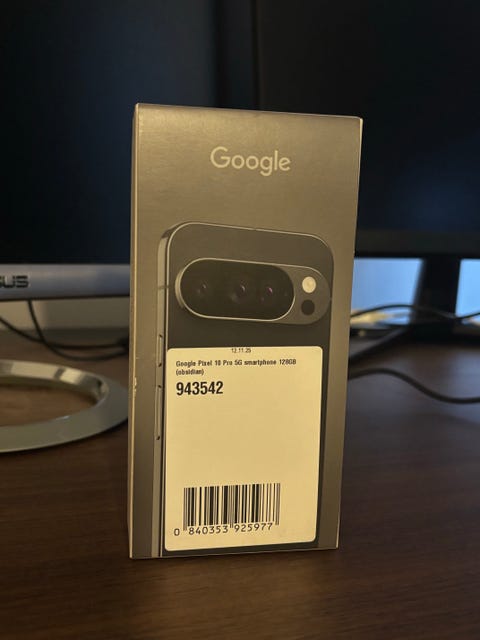 Google
12.11.25
Google Pixel 10 Pro 5G smartphone 128GB
(obsidian)
943542
0 840353 925977